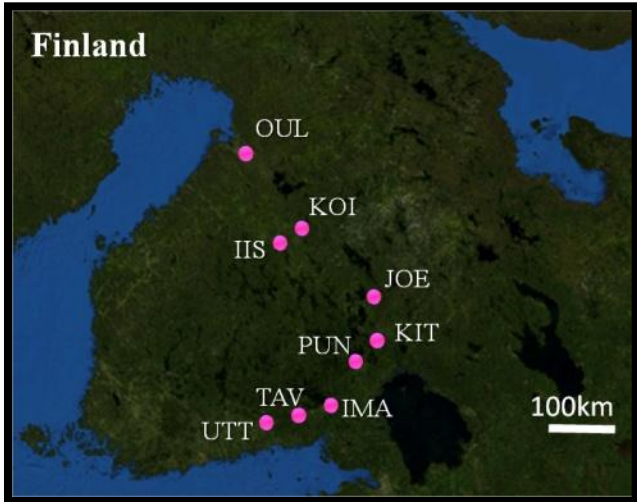 Finland
OUL
KOI
IIS
JOE
KIT
PUN
TAV
IMA
UTT
100km